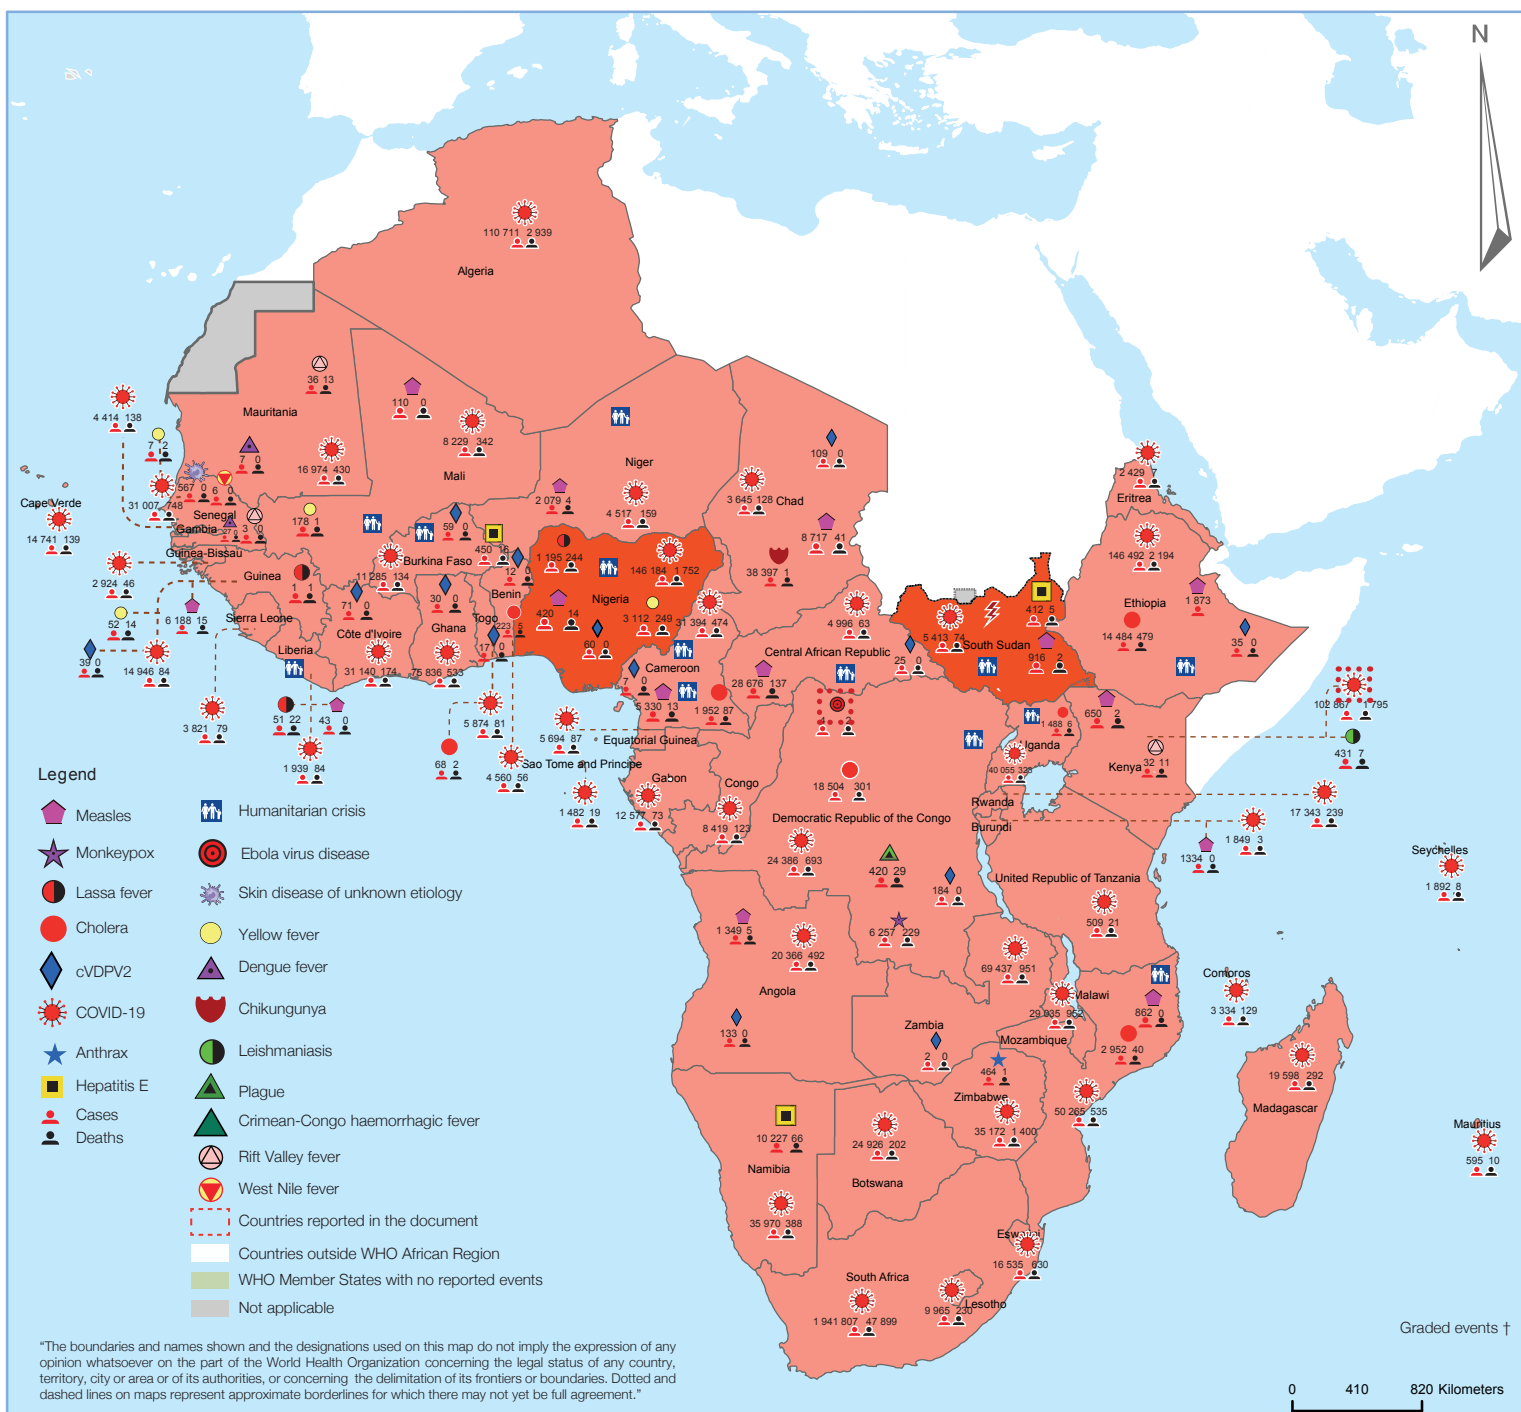 N
110 711 2 939
Algeria
36 13
Mauritania
110 0
4 414 138
8 229 342
Niger
109 0
7 2
7 0
16 974 430
Mali
2 429 7
Eritrea
567 0
6 0
2 079 4
3 645 128
Chad
Cape Verde
31 007 748
Senegal
178 1
59 0
4 517 159
14 741 139
Gambia
27 0
3 0
8 717 41
146 492 2 194
Guinea-Bissau
450 16
1 195 244
146 184 1 752
Burkina Faso
2 924 46
Guinea
11 285 134
12 0
38 397 1
1 1
Benin
Nigeria
1 873
30 0
71 0
Ethiopia
412 5
52 14
6 188 15
Sierra Leone
Togo
223 5
420 14
3 112 249
31 394 474
4 996 63
14 484 479
Côte d'Ivoire
Ghana
5 413 74
South Sudan
35 0
39 0
14 946 84
Liberia
17 0
60 0
Central African Republic
25 0
916 2
31 140 174
75 836 533
Cameroon
7 0
28 676 137
5 330 13
1 952 87
102 867 1 795
3 821 79
51 22
43 0
5 874 81
5 694 87
4 2
1 488 6
650 2
Equatorial Guinea
Uganda
32 11
431 7
68 2
4 560 56
Sao Tome and Principe
Gabon
Congo
40 055 325
Kenya
1 939 84
18 504 301
Rwanda
1 482 19
12 577 73
8 419 123
Democratic Republic of the Congo
Burundi
17 343 239
1 849 3
Seychelles
24 386 693
1334 0
420 29
United Republic of Tanzania
1 892 8
184 0
1 349 5
509 21
6 257 229
20 366 492
69 437 951
Comoros
Angola
Malawi
29 035 952
862 0
3 334 129
133 0
Zambia
Mozambique
2 0
2 952 40
464 1
19 598 292
Zimbabwe
50 265 535
Madagascar
Mauritius
10 227 66
24 926 202
35 172 1 400
595 10
Namibia
Botswana
35 970 388
Eswatini
16 535 630
South Africa
9 965 230
Lesotho
1 941 807 47 899
Legend
Measles
Monkeypox
Lassa fever
Cholera
cVDPV2
COVID-19
Anthrax
Hepatitis E
Cases
Deaths
Humanitarian crisis
Ebola virus disease
Skin disease of unknown etiology
Yellow fever
Dengue fever
Chikungunya
Leishmaniasis
Plague
Crimean-Congo haemorrhagic fever
Rift Valley fever
West Nile fever
Countries reported in the document
Countries outside WHO African Region
WHO Member States with no reported events
Not applicable
Graded events †
“The boundaries and names shown and the designations used on this map do not imply the expression of any
opinion whatsoever on the part of the World Health Organization concerning the legal status of any country,
territory, city or area or of its authorities, or concerning the delimitation of its frontiers or boundaries. Dotted and
dashed lines on maps represent approximate borderlines for which there may not yet be full agreement.”
0 410 820 Kilometers